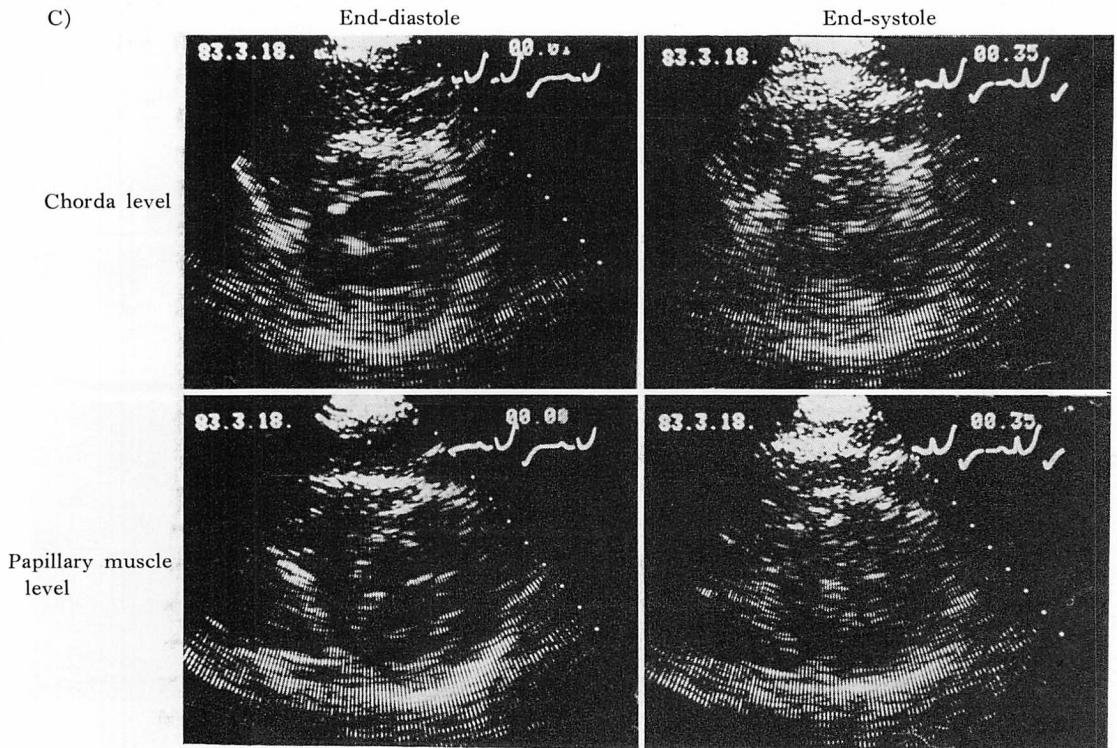 C)
End-diastole
End-systole
83.3.18.
83.3.18.
00.35
Chorda level
83.3.18.
00.00
83.3.18.
00.35
Papillary muscle
level